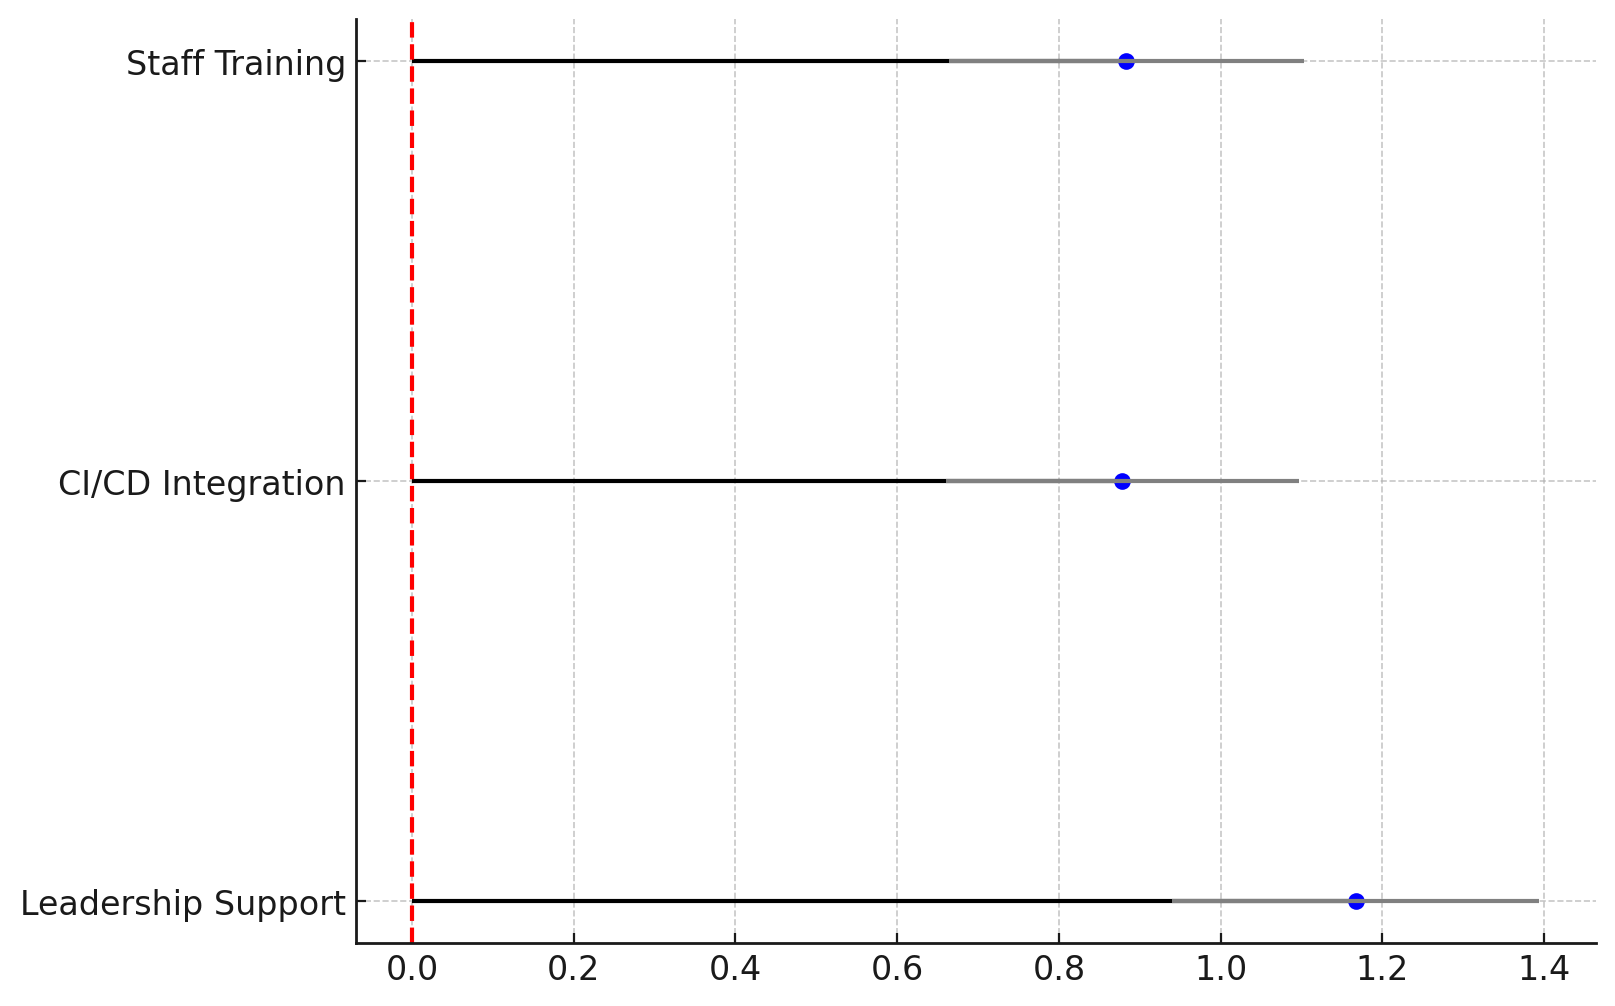 Staff Training
CI/CD Integration
Leadership Support
0.0 0.2 0.4 0.6 0.8 1.0 1.2 1.4